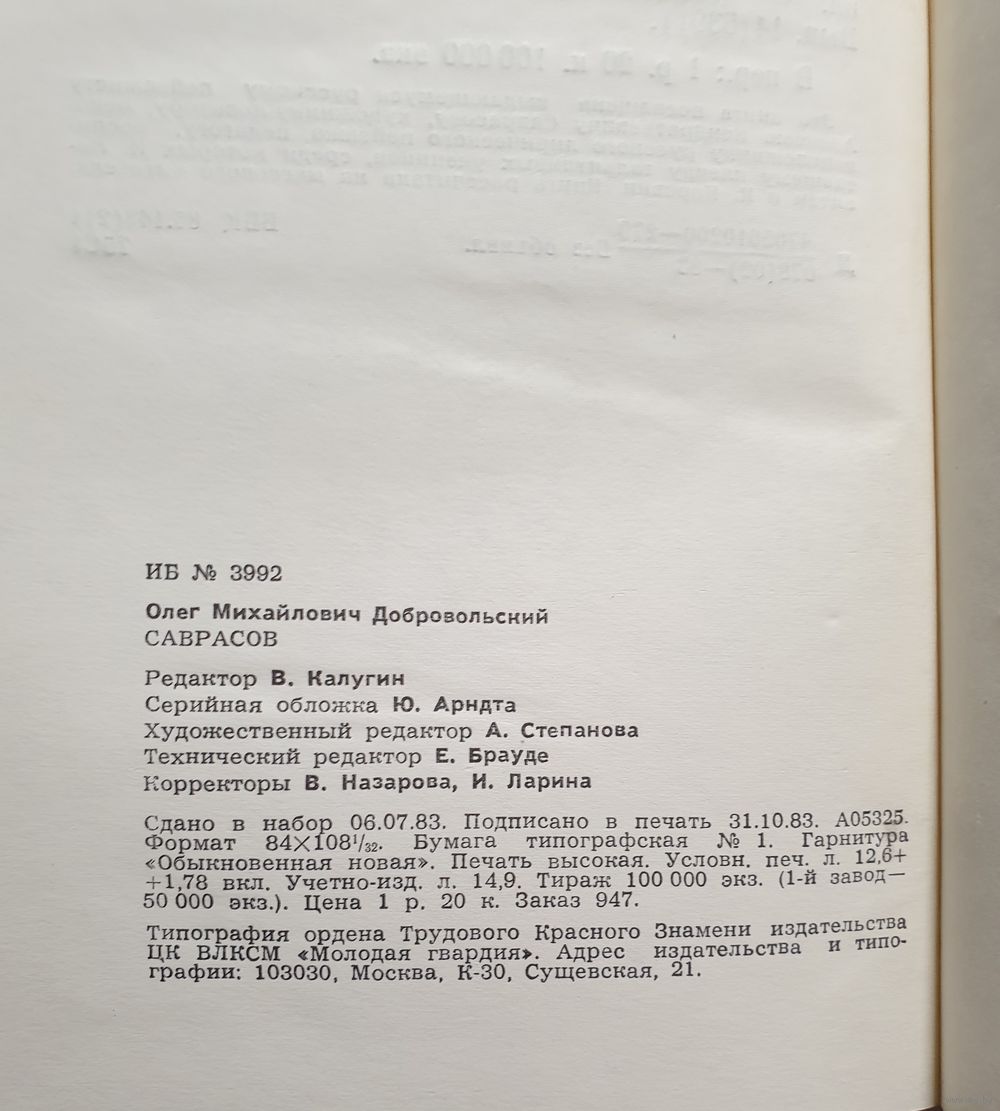 ИБ № 3992
Олег Михайлович Добровольский
САВРАСОВ
Редактор В. Калугин
Серийная обложка Ю. Арндта
Художественный редактор А. Степанова
Технический редактор Е. Брауде
Корректоры В. Назарова, И. Ларина
Сдано в набор 06.07.83. Подписано в печать 31.10.83. А05325.
Формат 84×108¹/₃₂. Бумага типографская № 1. Гарнитура
«Обыкновенная новая». Печать высокая. Условн. печ. л. 12,6+
+1,78 вкл. Учетно-изд. л. 14,9. Тираж 100 000 экз. (1-й завод—
50 000 экз.). Цена 1 р. 20 к. Заказ 947.
Типография ордена Трудового Красного Знамени издательства
ЦК ВЛКСМ «Молодая гвардия». Адрес издательства и типо-
графии: 103030, Москва, К-30, Сущевская, 21.